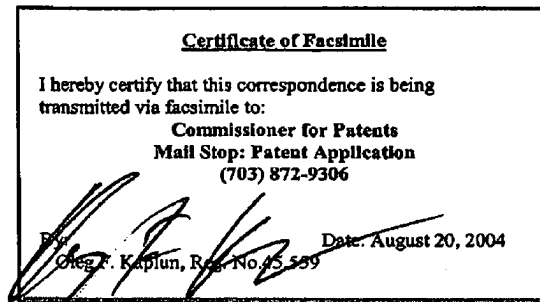 Certificate of Facsimile
I hereby certify that this correspondence is being
transmitted via facsimile to:
Commissioner for Patents
Mail Stop: Patent Application
(703) 872-9306
By: Date: August 20, 2004
Oleg F. Kaplun, Reg. No.45,559